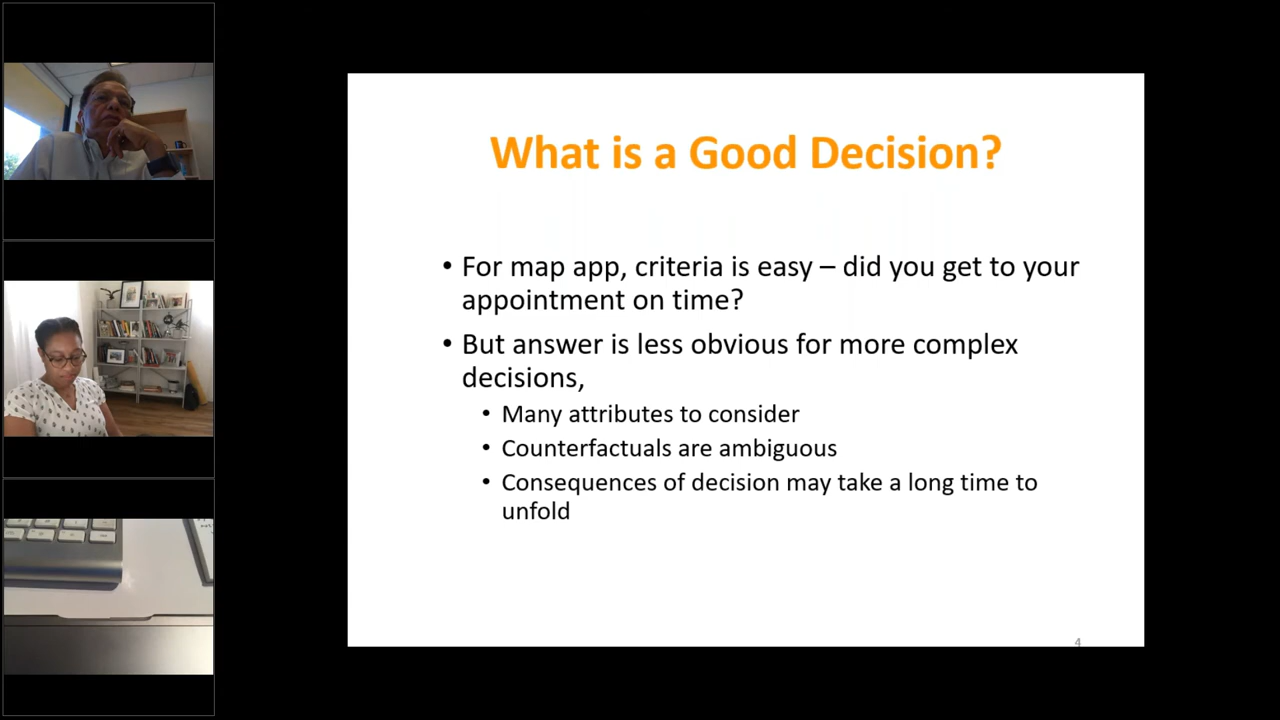 What is a Good Decision?
• For map app, criteria is easy – did you get to your
appointment on time?
• But answer is less obvious for more complex
decisions,
• Many attributes to consider
• Counterfactuals are ambiguous
• Consequences of decision may take a long time to
unfold
4